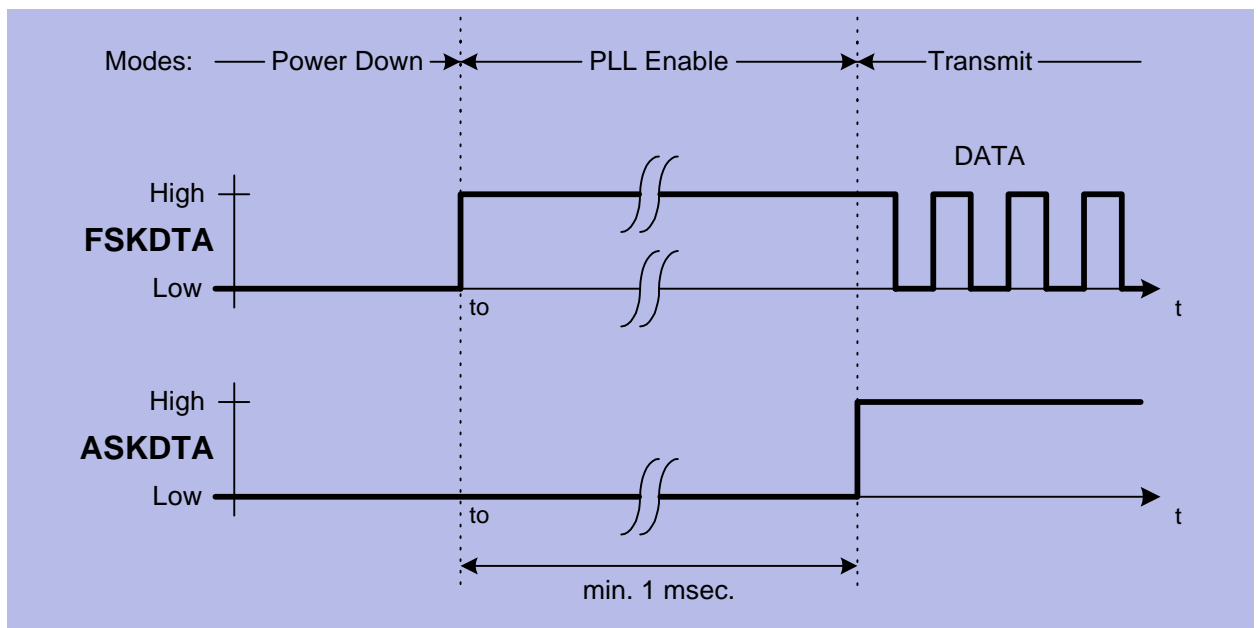 Modes: Power Down PLL Enable Transmit
DATA
High
FSKDTA
Low
to
t
High
ASKDTA
Low
to
t
min. 1 msec.